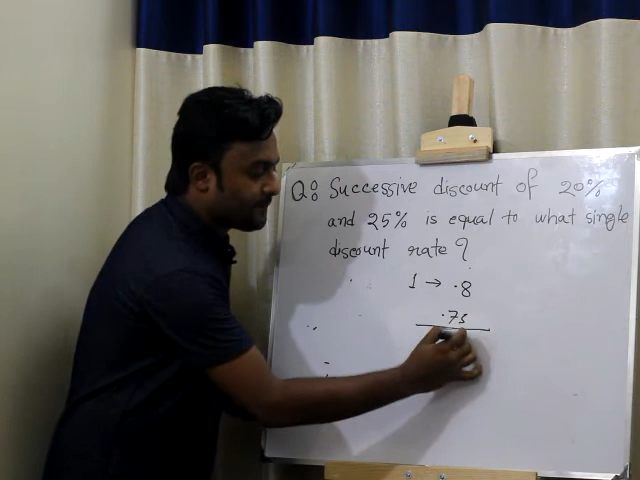 Q: Successive discount of 20%
and 25% is equal to what single
discount rate?
1 → .8
.75